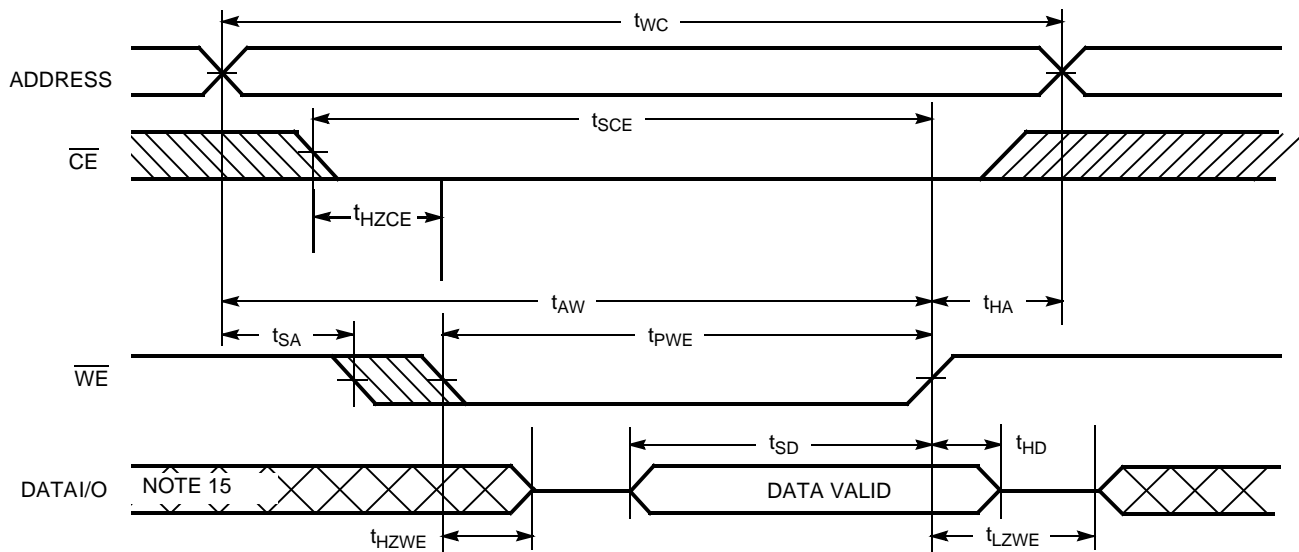 tWC
ADDRESS
tSCE
CE
tHZCE
tAW
tHA
tSA
tPWE
WE
tSD
tHD
DATAI/O
NOTE 15
DATA VALID
tHZWE
tLZWE